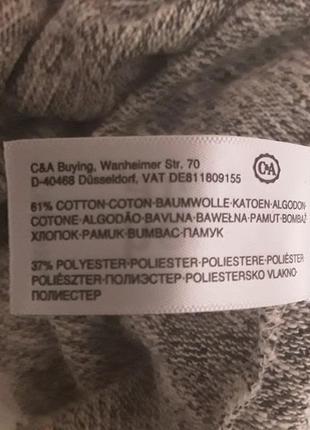 C&A Buying, Wanheimer Str. 70
D-40468 Düsseldorf, VAT DE811809155
C&A
61% COTTON·COTON·BAUMWOLLE·KATOEN·ALGODON·
COTONE·ALGODÃO·BAVLNA·BAWEŁNA·PAMUT·BOMBAŽ
ХЛОПОК·PAMUK·BUMBAC·ПАМУК
37% POLYESTER·POLIESTER·POLIESTERE·POLIÉSTER
POLIÉSZTER·ПОЛИЭСТЕР·POLIESTERSKO VLAKNO·
ПОЛИЕСТЕР